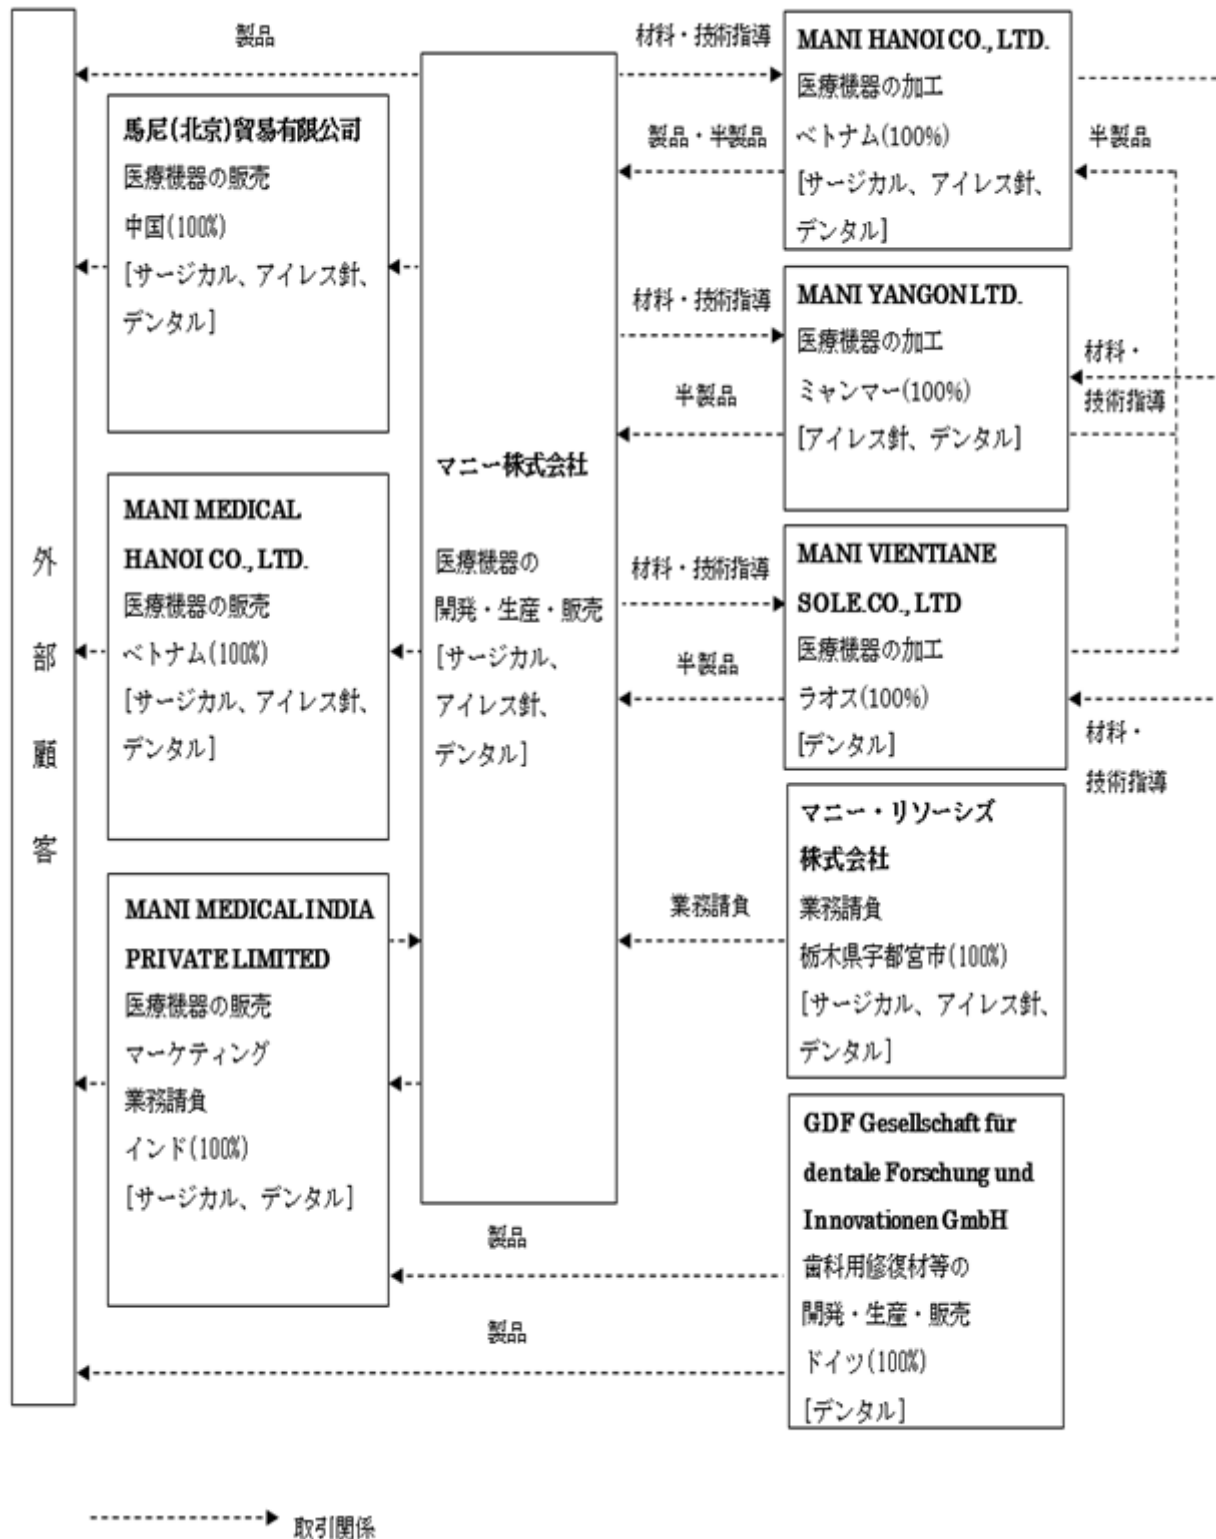 製品
材料・技術指導
MANI HANOI CO., LTD.
医療機器の加工
ベトナム(100%)
[サージカル、アイレス針、
デンタル]
製品・半製品
半製品
馬尼(北京)貿易有限公司
医療機器の販売
中国(100%)
[サージカル、アイレス針、
デンタル]
材料・技術指導
MANI YANGON LTD.
医療機器の加工
ミャンマー(100%)
[アイレス針、デンタル]
半製品
材料・
技術指導
マニー株式会社
医療機器の
開発・生産・販売
[サージカル、
アイレス針、
デンタル]
MANI MEDICAL
HANOI CO., LTD.
医療機器の販売
ベトナム(100%)
[サージカル、アイレス針、
デンタル]
外部顧客
材料・技術指導
MANI VIENTIANE
SOLE.CO., LTD
医療機器の加工
ラオス(100%)
[デンタル]
半製品
材料・
技術指導
マニー・リソーシズ
株式会社
業務請負
栃木県宇都宮市(100%)
[サージカル、アイレス針、
デンタル]
業務請負
MANI MEDICAL INDIA
PRIVATE LIMITED
医療機器の販売
マーケティング
業務請負
インド(100%)
[サージカル、デンタル]
GDF Gesellschaft für
dentale Forschung und
Innovationen GmbH
歯科用修復材等の
開発・生産・販売
ドイツ(100%)
[デンタル]
製品
製品
取引関係